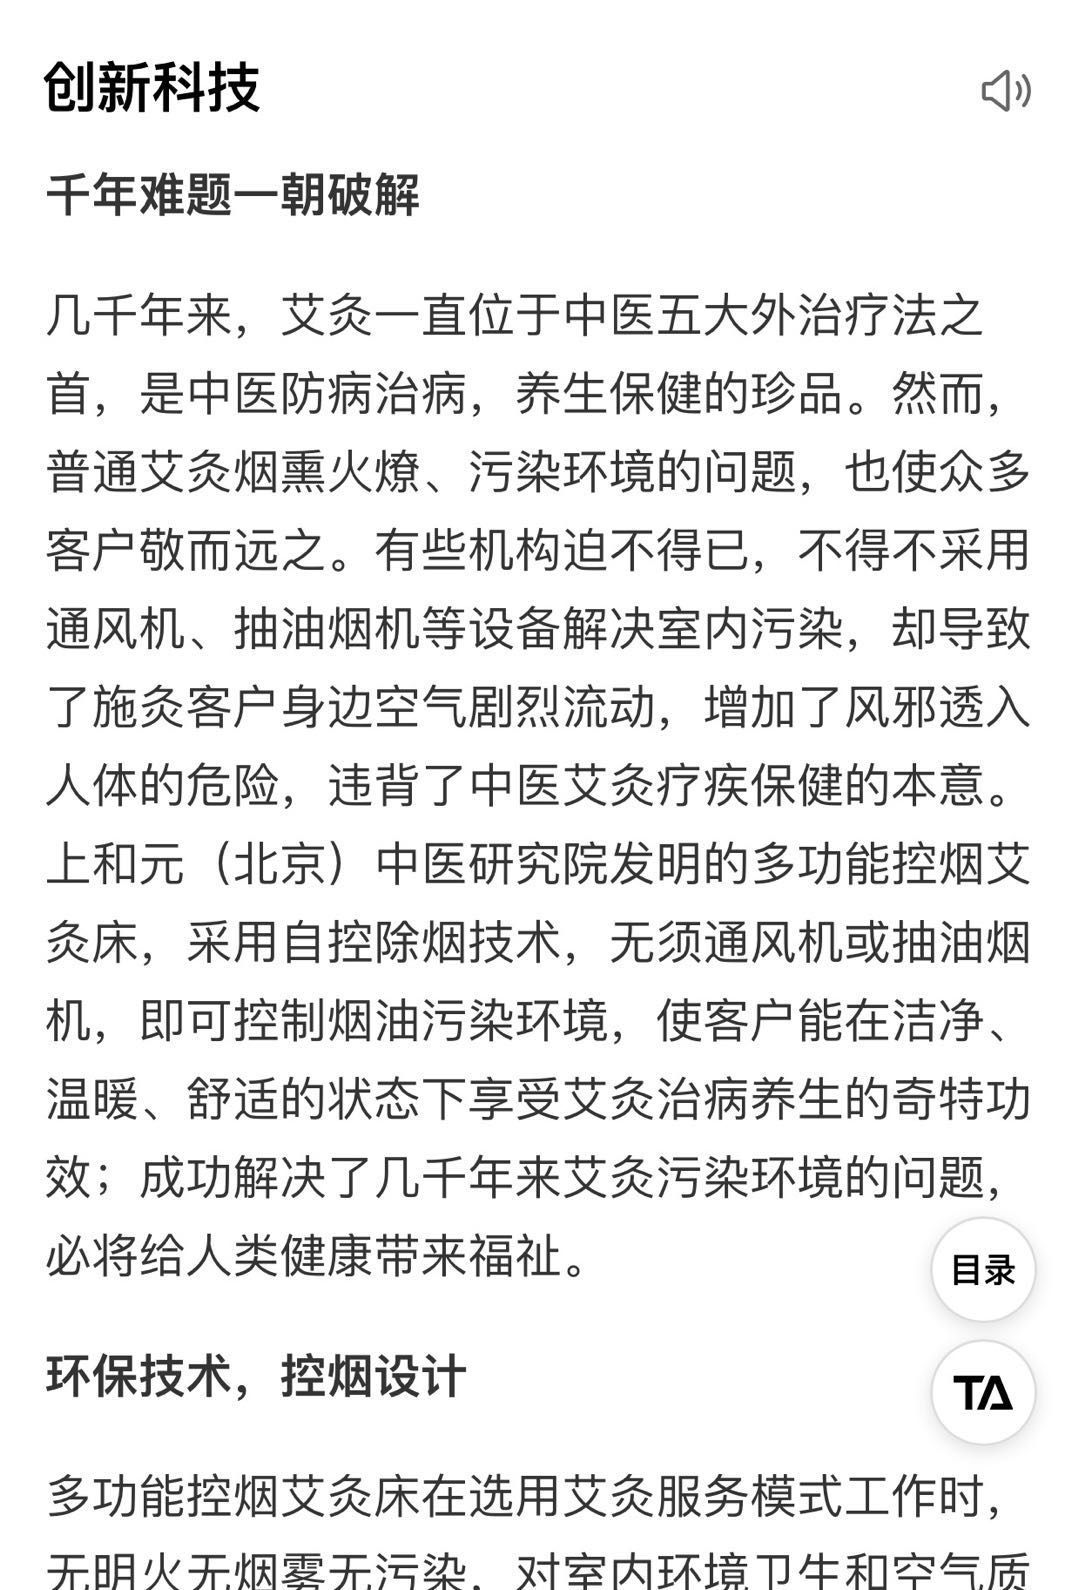 创新科技
千年难题一朝破解
几千年来，艾灸一直位于中医五大外治疗法之
首，是中医防病治病，养生保健的珍品。然而，
普通艾灸烟熏火燎、污染环境的问题，也使众多
客户敬而远之。有些机构迫不得已，不得不采用
通风机、抽油烟机等设备解决室内污染，却导致
了施灸客户身边空气剧烈流动，增加了风邪透入
人体的危险，违背了中医艾灸疗疾保健的本意。
上和元（北京）中医研究院发明的多功能控烟艾
灸床，采用自控除烟技术，无须通风机或抽油烟
机，即可控制烟油污染环境，使客户能在洁净、
温暖、舒适的状态下享受艾灸治病养生的奇特功
效；成功解决了几千年来艾灸污染环境的问题，
必将给人类健康带来福祉。
目录
环保技术，控烟设计
TA
多功能控烟艾灸床在选用艾灸服务模式工作时，
无明火无烟雾无污染，对室内环境卫生和空气质